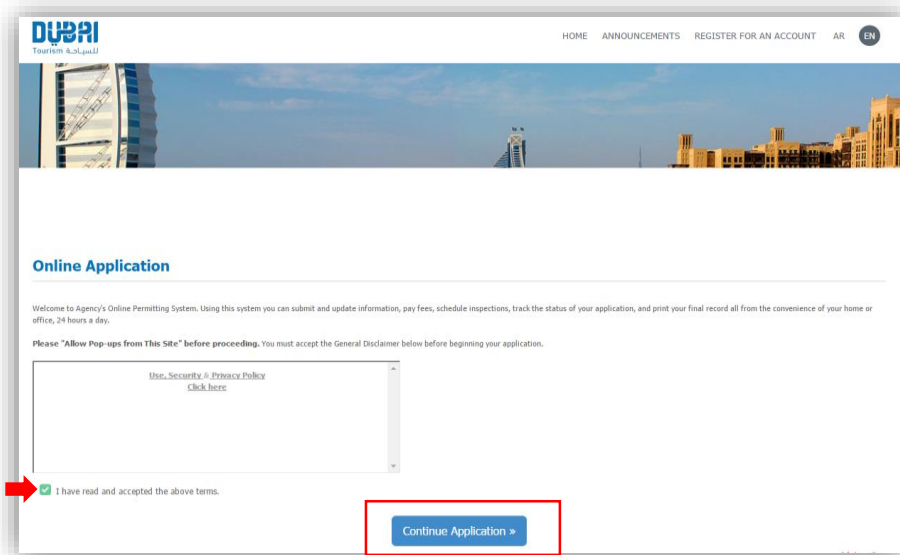 DUBAI
Tourism للسياحة
HOME ANNOUNCEMENTS REGISTER FOR AN ACCOUNT AR EN
Online Application
Welcome to Agency's Online Permitting System. Using this system you can submit and update information, pay fees, schedule inspections, track the status of your application, and print your final record all from the convenience of your home or
office, 24 hours a day.
Please "Allow Pop-ups from This Site" before proceeding. You must accept the General Disclaimer below before beginning your application.
Use, Security & Privacy Policy
Click here
I have read and accepted the above terms.
Continue Application »